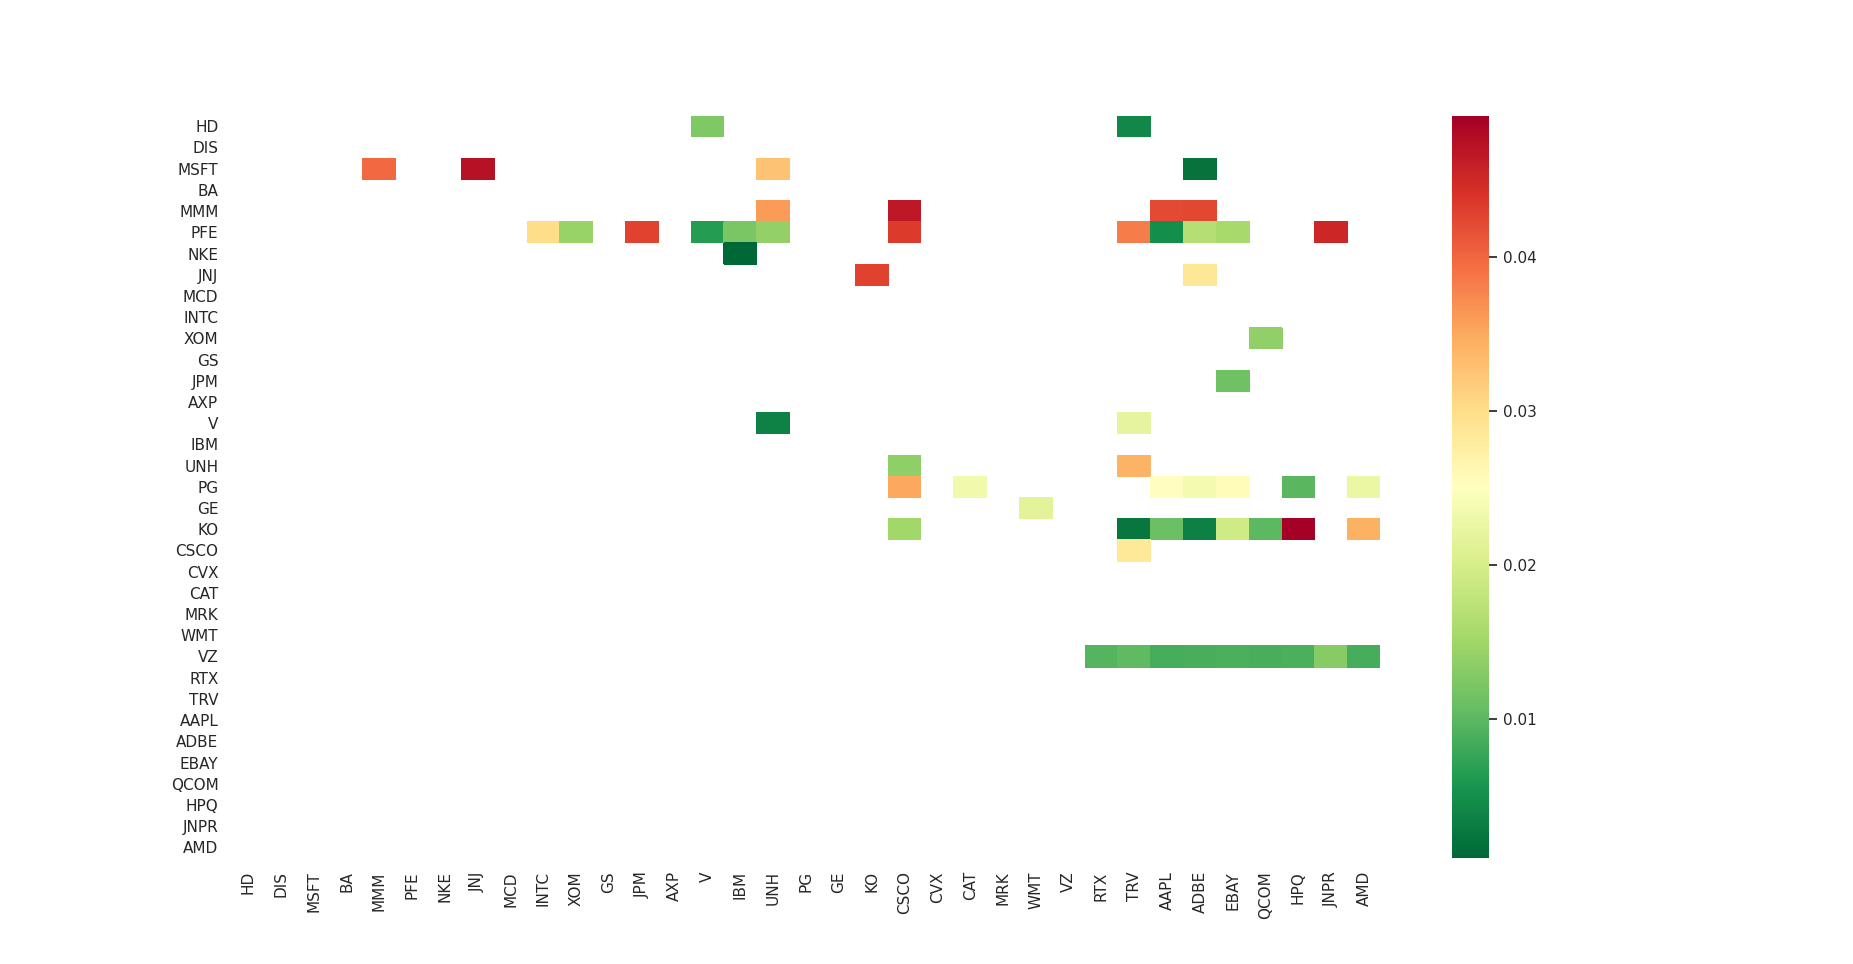 HD
DIS
MSFT
BA
MMM
PFE
NKE
JNJ
MCD
INTC
XOM
GS
JPM
AXP
V
IBM
UNH
PG
GE
KO
CSCO
CVX
CAT
MRK
WMT
VZ
RTX
TRV
AAPL
ADBE
EBAY
QCOM
HPQ
JNPR
AMD
HD
DIS
MSFT
BA
MMM
PFE
NKE
JNJ
MCD
INTC
XOM
GS
JPM
AXP
V
IBM
UNH
PG
GE
KO
CSCO
CVX
CAT
MRK
WMT
VZ
RTX
TRV
AAPL
ADBE
EBAY
QCOM
HPQ
JNPR
AMD
0.04
0.03
0.02
0.01